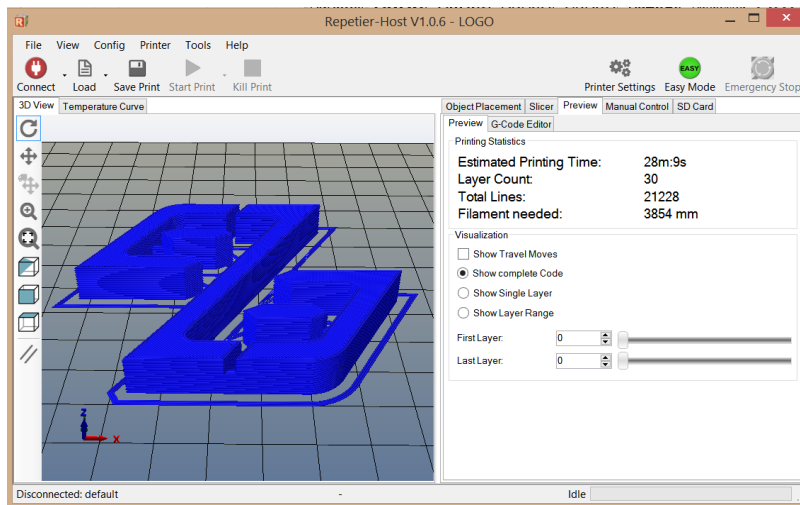 Repetier-Host V1.0.6 - LOGO
File View Config Printer Tools Help
Connect Load Save Print Start Print Kill Print Printer Settings EASY Easy Mode Emergency Stop
3D View Temperature Curve
Object Placement Slicer Preview Manual Control SD Card
Preview G-Code Editor
Printing Statistics
Estimated Printing Time: 28m:9s
Layer Count: 30
Total Lines: 21228
Filament needed: 3854 mm
Visualization
Show Travel Moves
Show complete Code
Show Single Layer
Show Layer Range
First Layer: 0
Last Layer: 0
z
x
Disconnected: default - Idle